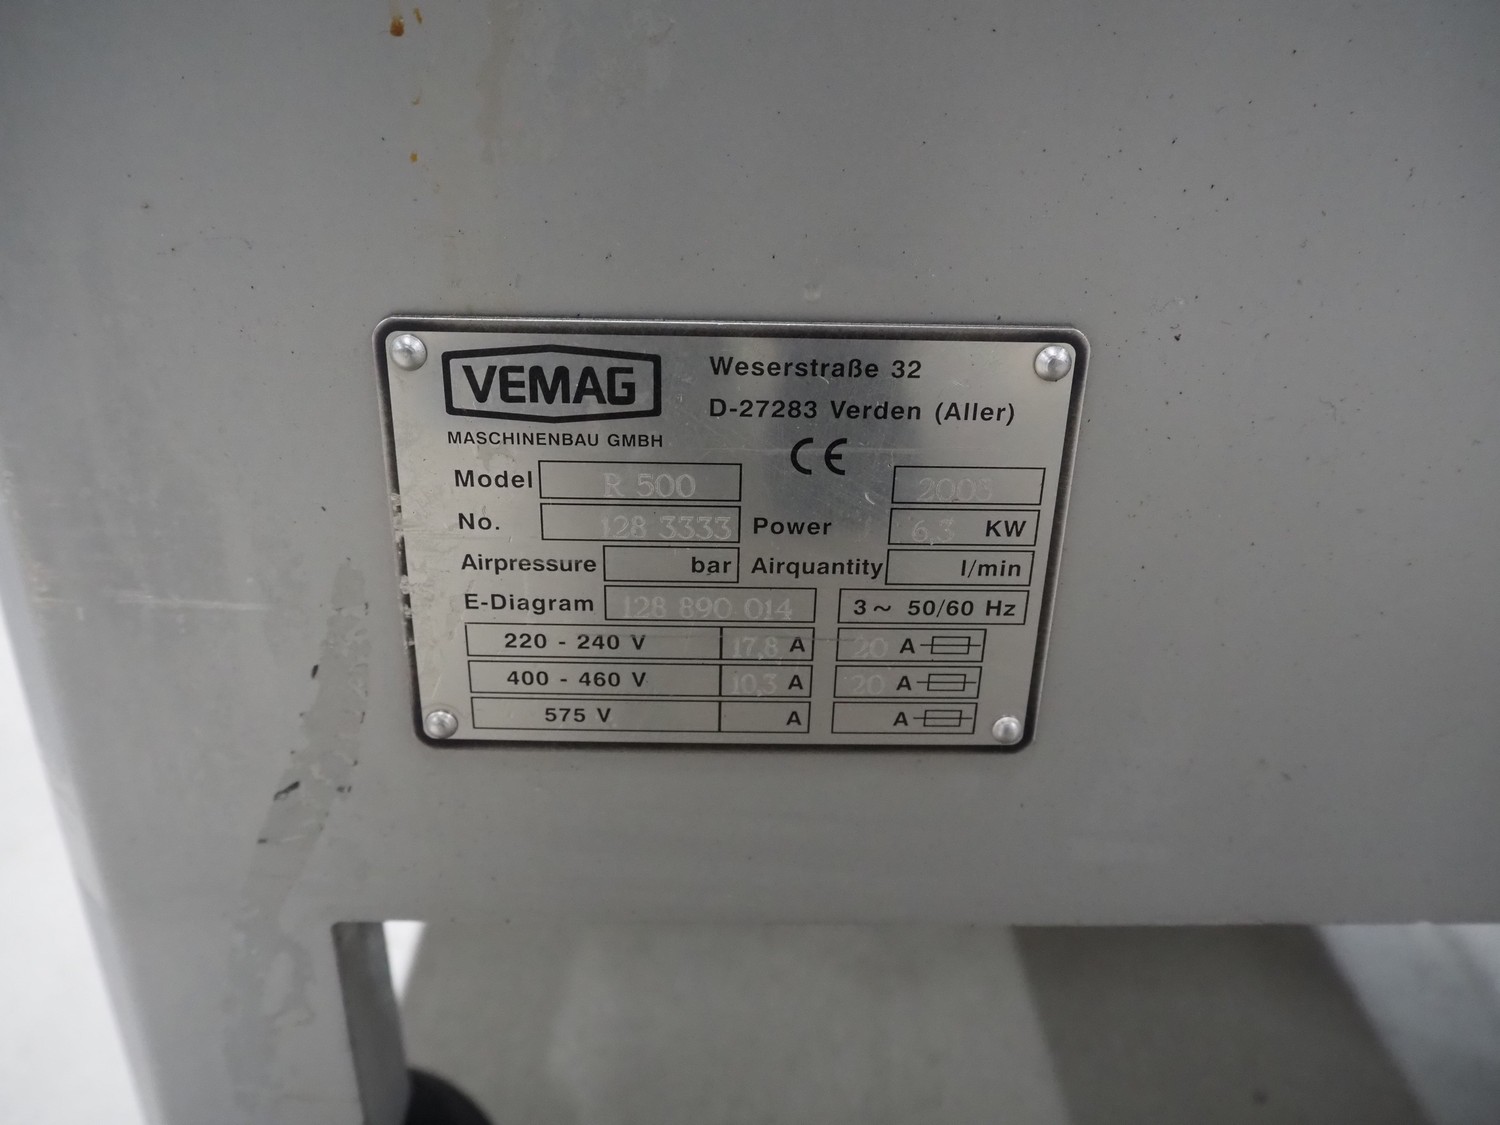 VEMAG
MASCHINENBAU GMBH
Weserstraße 32
D-27283 Verden (Aller)
CE
Model R 500 2003
No. 128 3333 Power 6,3 KW
Airpressure bar Airquantity l/min
E-Diagram 128 890 014 3~ 50/60 Hz
220 - 240 V 17,8 A 20 A
400 - 460 V 10,3 A 20 A
575 V A A